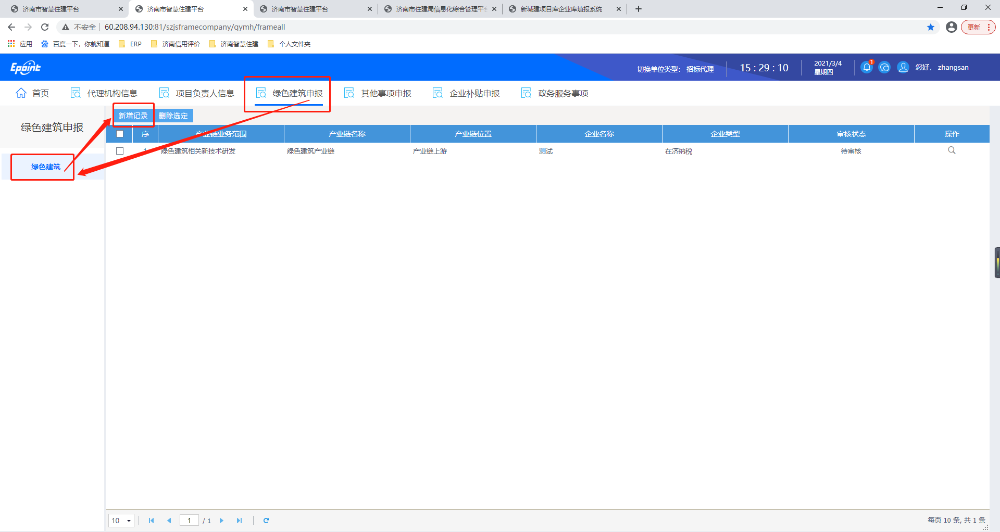 济南市智慧住建平台
济南市智慧住建平台
济南市智慧住建平台
济南市住建局信息化综合管理平台
新城建项目库企业库填报系统
不安全 60.208.94.130:81/szjsframecompany/qymh/frameall
更新
应用 百度一下，你就知道 ERP 济南信用评价 济南智慧住建 个人文件夹
Epoint
切换单位类型： 招标代理
15 : 29 : 10
2021/3/4
星期四
1
您好， zhangsan
首页 代理机构信息 项目负责人信息 绿色建筑申报 其他事项申报 企业补贴申报 政务服务事项
绿色建筑申报
绿色建筑
新增记录 删除选定
序 产业链业务范围 产业链名称 产业链位置 企业名称 企业类型 审核状态 操作
1 绿色建筑相关新技术研发 绿色建筑产业链 产业链上游 测试 在济纳税 待审核
10 1 / 1
每页 10 条, 共 1 条